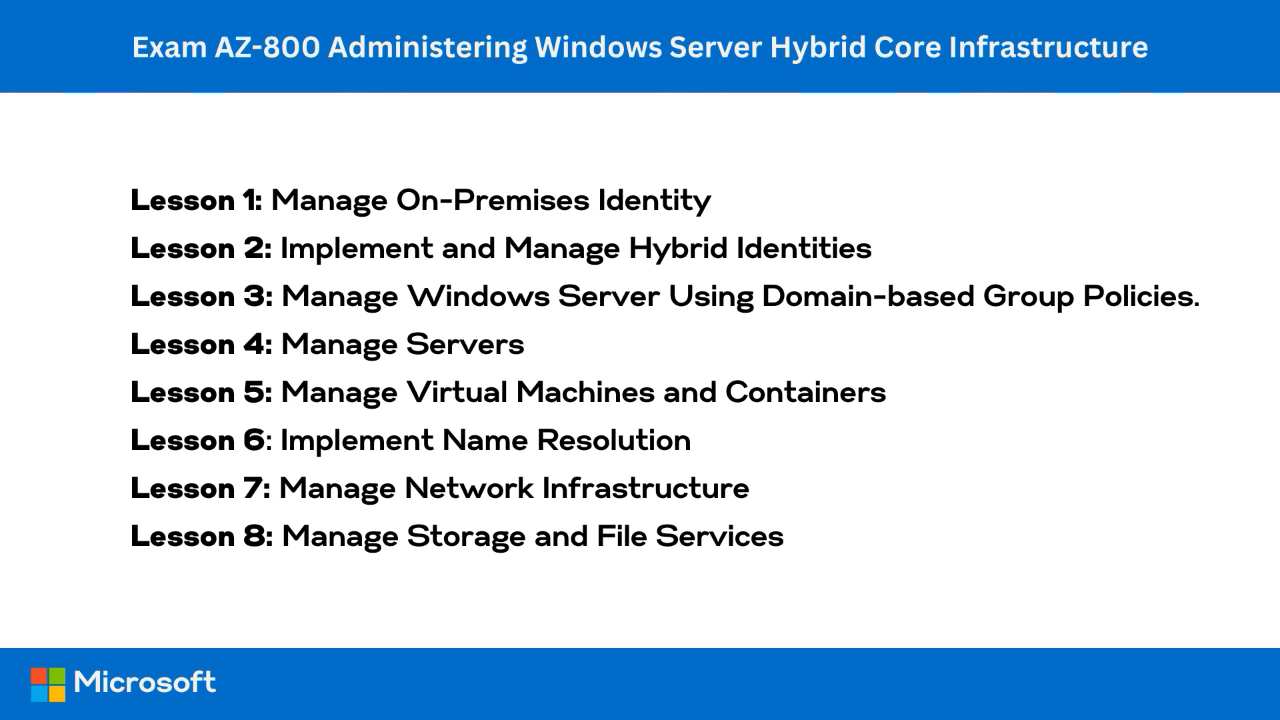 Exam AZ-800 Administering Windows Server Hybrid Core Infrastructure
Lesson 1: Manage On-Premises Identity
Lesson 2: Implement and Manage Hybrid Identities
Lesson 3: Manage Windows Server Using Domain-based Group Policies.
Lesson 4: Manage Servers
Lesson 5: Manage Virtual Machines and Containers
Lesson 6: Implement Name Resolution
Lesson 7: Manage Network Infrastructure
Lesson 8: Manage Storage and File Services
Microsoft